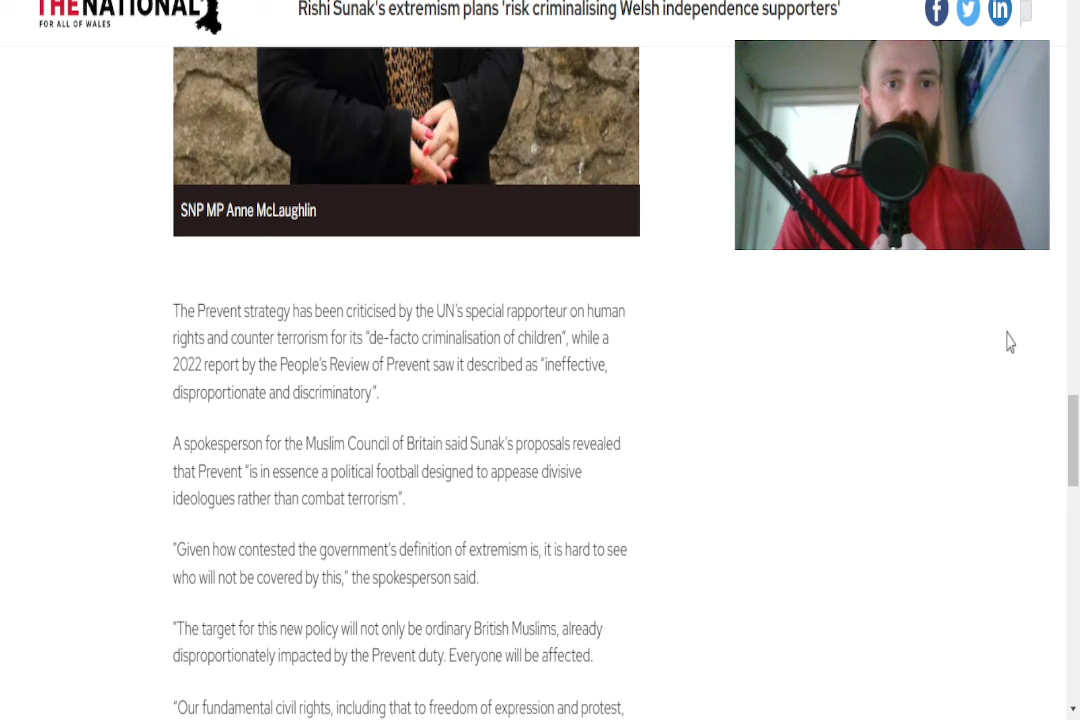 THENATIONAL
FOR ALL OF WALES
Rishi Sunak's extremism plans 'risk criminalising Welsh independence supporters'
f
in
SNP MP Anne McLaughlin
The Prevent strategy has been criticised by the UN's special rapporteur on human
rights and counter terrorism for its "de-facto criminalisation of children", while a
2022 report by the People's Review of Prevent saw it described as "ineffective,
disproportionate and discriminatory".
A spokesperson for the Muslim Council of Britain said Sunak's proposals revealed
that Prevent "is in essence a political football designed to appease divisive
ideologues rather than combat terrorism".
"Given how contested the government's definition of extremism is, it is hard to see
who will not be covered by this," the spokesperson said.
"The target for this new policy will not only be ordinary British Muslims, already
disproportionately impacted by the Prevent duty. Everyone will be affected.
"Our fundamental civil rights, including that to freedom of expression and protest,